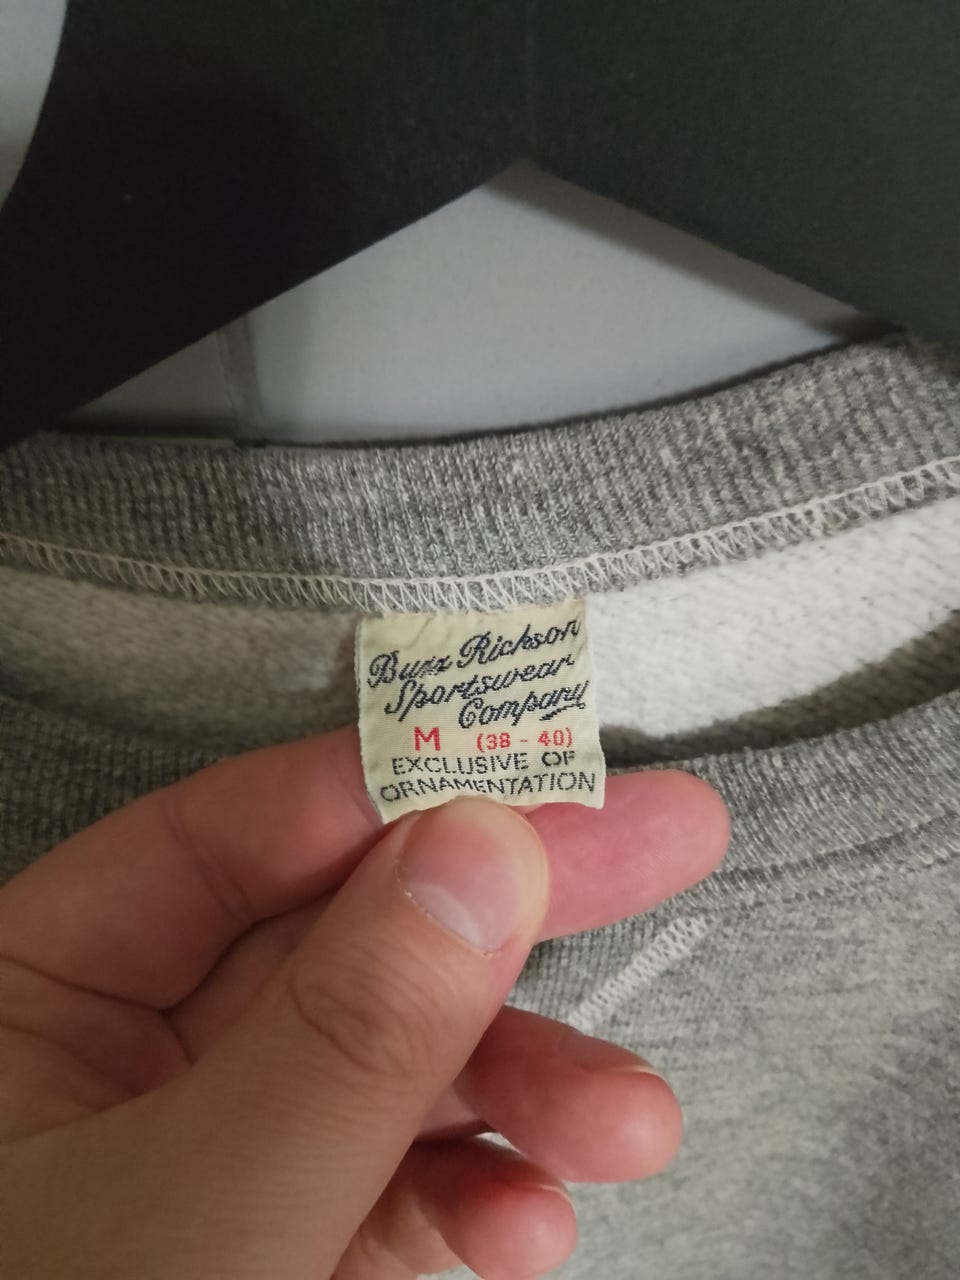 Buzz Rickson
Sportswear
Company
M (38 - 40)
EXCLUSIVE OF
ORNAMENTATION